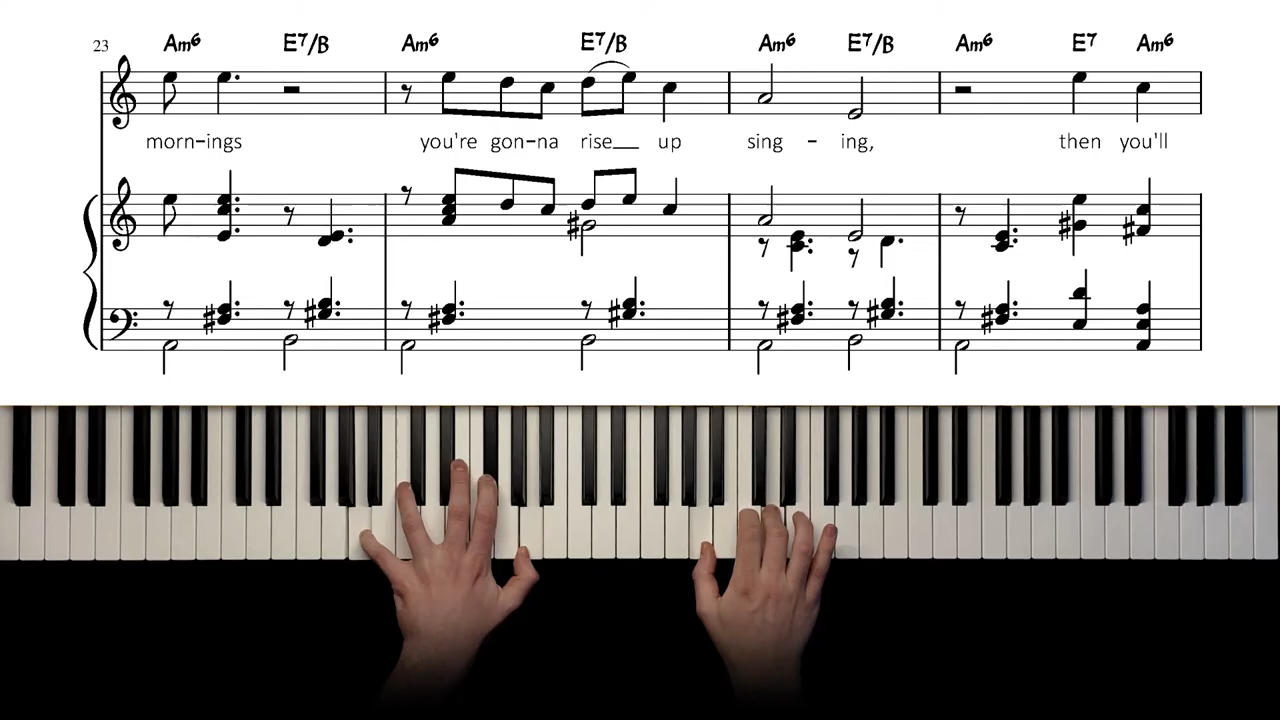 23 Am6 E7/B Am6 E7/B Am6 E7/B Am6 E7 Am6
morn-ings you're gon-na rise__ up sing - ing, then you'll